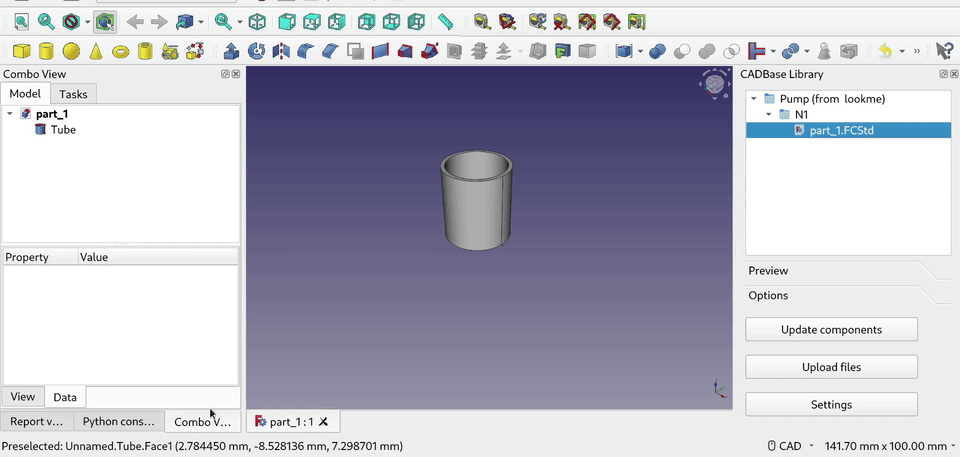 Combo View
Model
Tasks
part_1
Tube
Property
Value
View
Data
Report v...
Python cons...
Combo V...
part_1 : 1
CADBase Library
Pump (from lookme)
N1
part_1.FCStd
Preview
Options
Update components
Upload files
Settings
Preselected: Unnamed.Tube.Face1 (2.784450 mm, -8.528136 mm, 7.298701 mm)
CAD
141.70 mm x 100.00 mm